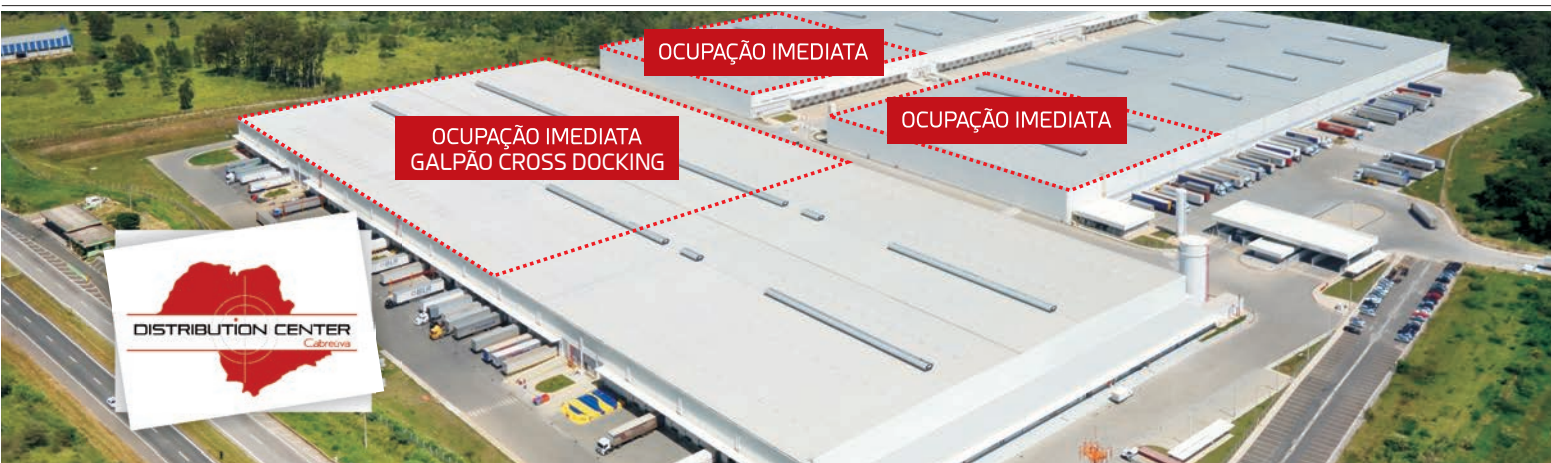 OCUPAÇÃO IMEDIATA
OCUPAÇÃO IMEDIATA
OCUPAÇÃO IMEDIATA
GALPÃO CROSS DOCKING
DISTRIBUTION CENTER
Cabreúva